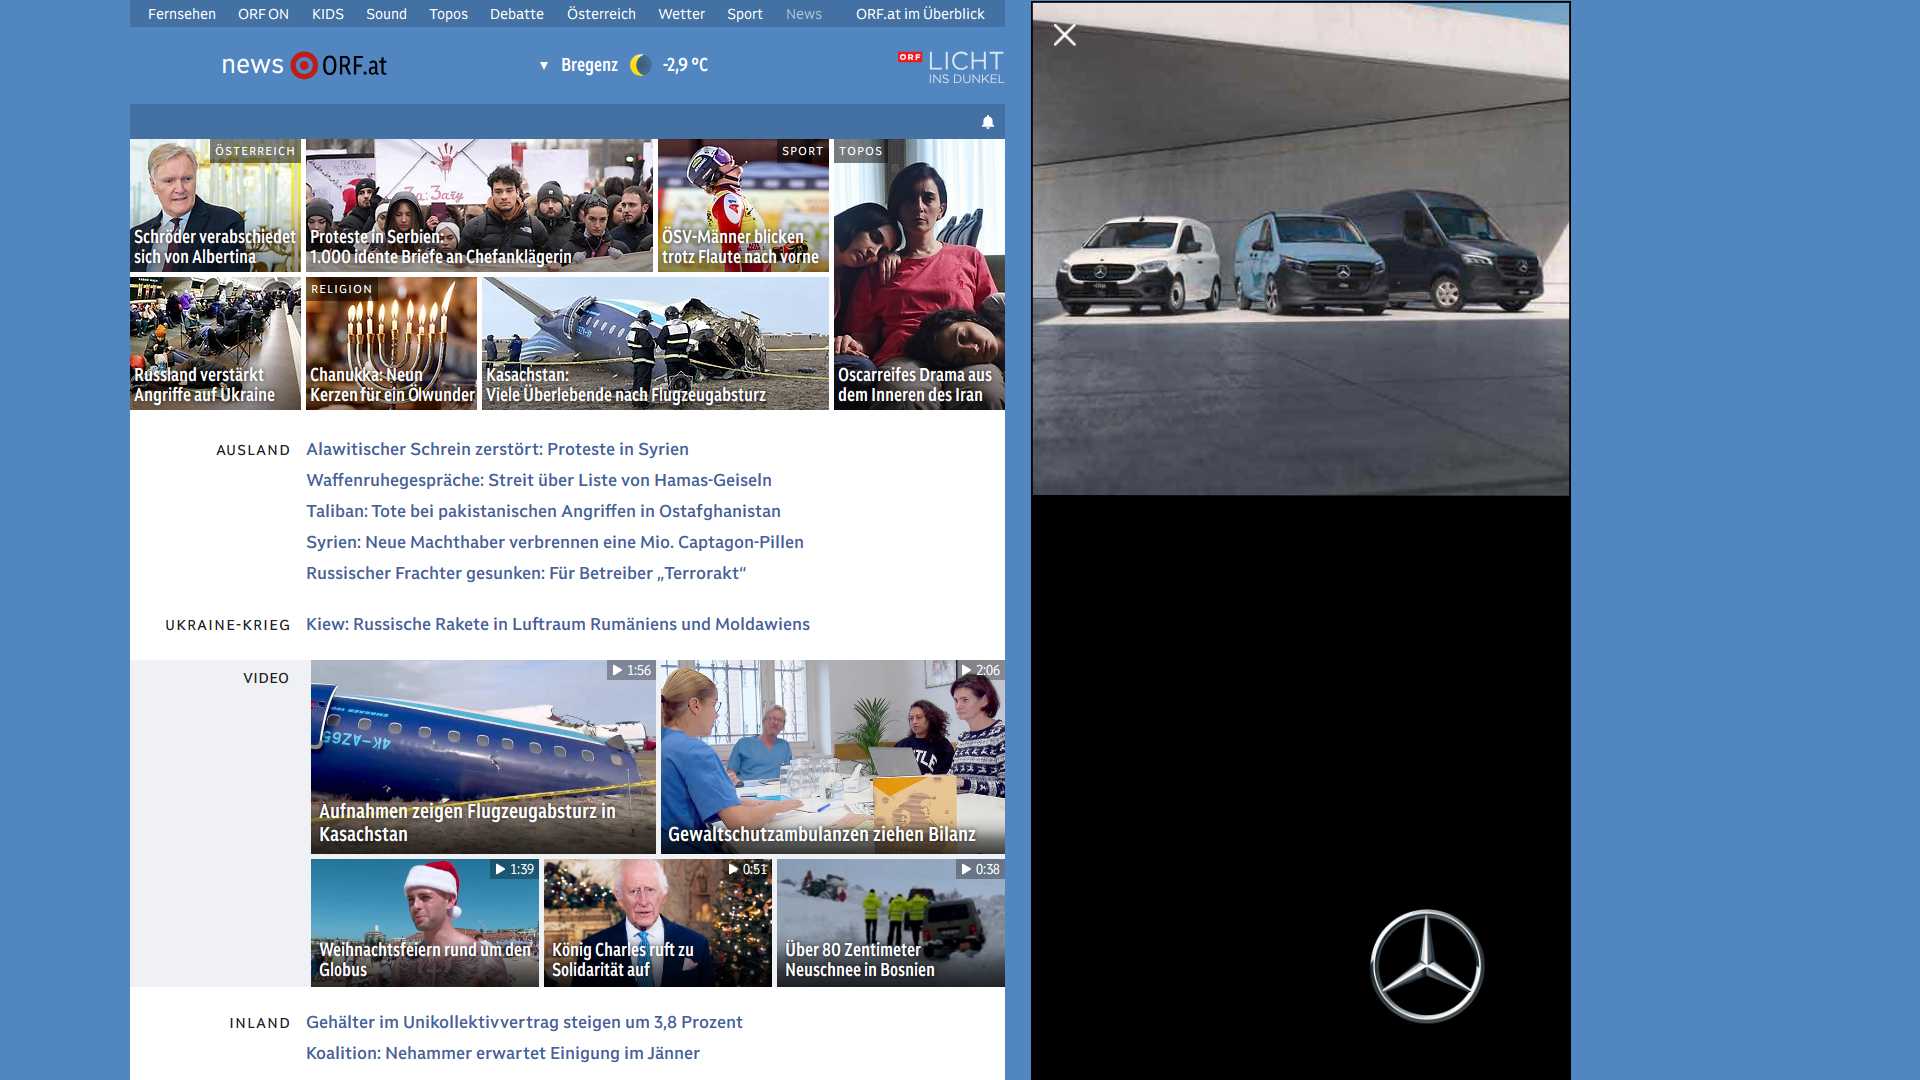 Fernsehen ORF ON KIDS Sound Topos Debatte Österreich Wetter Sport News ORF.at im Überblick
news ORF.at
▼ Bregenz -2,9 °C
ORF LICHT
INS DUNKEL
ÖSTERREICH
Schröder verabschiedet
sich von Albertina
Proteste in Serbien:
1.000 idente Briefe an Chefanklägerin
SPORT
ÖSV-Männer blicken
trotz Flaute nach vorne
TOPOS
Oscarreifes Drama aus
dem Inneren des Iran
Russland verstärkt
Angriffe auf Ukraine
RELIGION
Chanukka: Neun
Kerzen für ein Ölwunder
Kasachstan:
Viele Überlebende nach Flugzeugabsturz
AUSLAND
Alawitischer Schrein zerstört: Proteste in Syrien
Waffenruhegespräche: Streit über Liste von Hamas-Geiseln
Taliban: Tote bei pakistanischen Angriffen in Ostafghanistan
Syrien: Neue Machthaber verbrennen eine Mio. Captagon-Pillen
Russischer Frachter gesunken: Für Betreiber „Terrorakt“
UKRAINE-KRIEG
Kiew: Russische Rakete in Luftraum Rumäniens und Moldawiens
VIDEO
1:56
4K-AZ65
Aufnahmen zeigen Flugzeugabsturz in
Kasachstan
2:06
Gewaltschutzambulanzen ziehen Bilanz
1:39
Weihnachtsfeiern rund um den
Globus
0:51
König Charles ruft zu
Solidarität auf
0:38
Über 80 Zentimeter
Neuschnee in Bosnien
INLAND
Gehälter im Unikollektivvertrag steigen um 3,8 Prozent
Koalition: Nehammer erwartet Einigung im Jänner